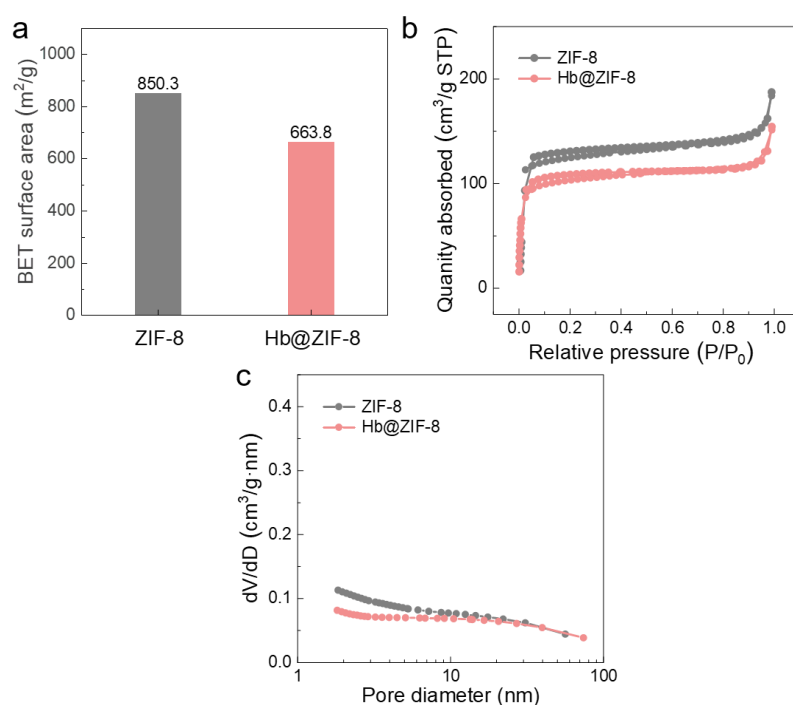 a
BET surface area (m²/g)
1000
800
600
400
200
0
850.3
663.8
ZIF-8
Hb@ZIF-8
b
Quanity absorbed (cm³/g STP)
200
100
0
ZIF-8
Hb@ZIF-8
0.0 0.2 0.4 0.6 0.8 1.0
Relative pressure (P/P₀)
c
dV/dD (cm³/g·nm)
0.4
0.3
0.2
0.1
0.0
ZIF-8
Hb@ZIF-8
1 10 100
Pore diameter (nm)